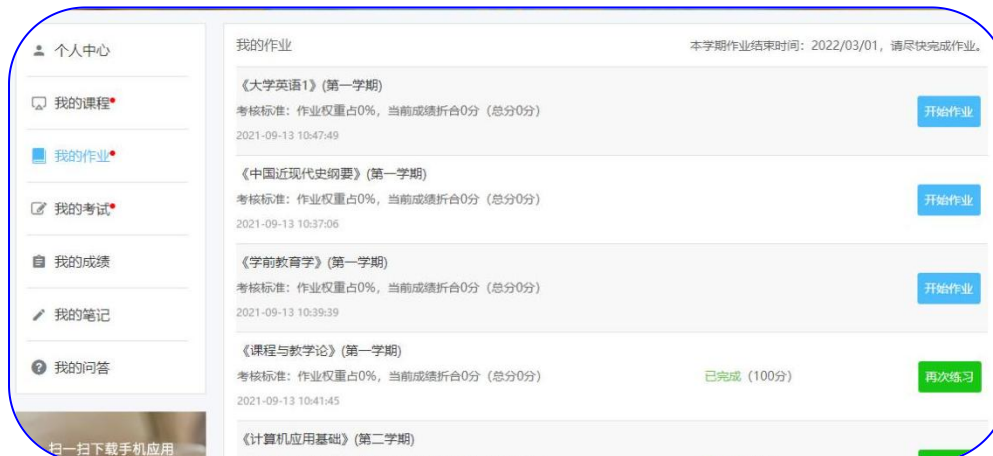 个人中心
我的课程
我的作业
我的考试
我的成绩
我的笔记
我的问答
扫一扫下载手机应用
我的作业
本学期作业结束时间：2022/03/01，请尽快完成作业。
《大学英语1》(第一学期)
考核标准：作业权重占0%，当前成绩折合0分（总分0分）
2021-09-13 10:47:49
开始作业
《中国近现代史纲要》(第一学期)
考核标准：作业权重占0%，当前成绩折合0分（总分0分）
2021-09-13 10:37:06
开始作业
《学前教育学》(第一学期)
考核标准：作业权重占0%，当前成绩折合0分（总分0分）
2021-09-13 10:39:39
开始作业
《课程与教学论》(第一学期)
考核标准：作业权重占0%，当前成绩折合0分（总分0分）
2021-09-13 10:41:45
已完成（100分）
再次练习
《计算机应用基础》(第二学期)